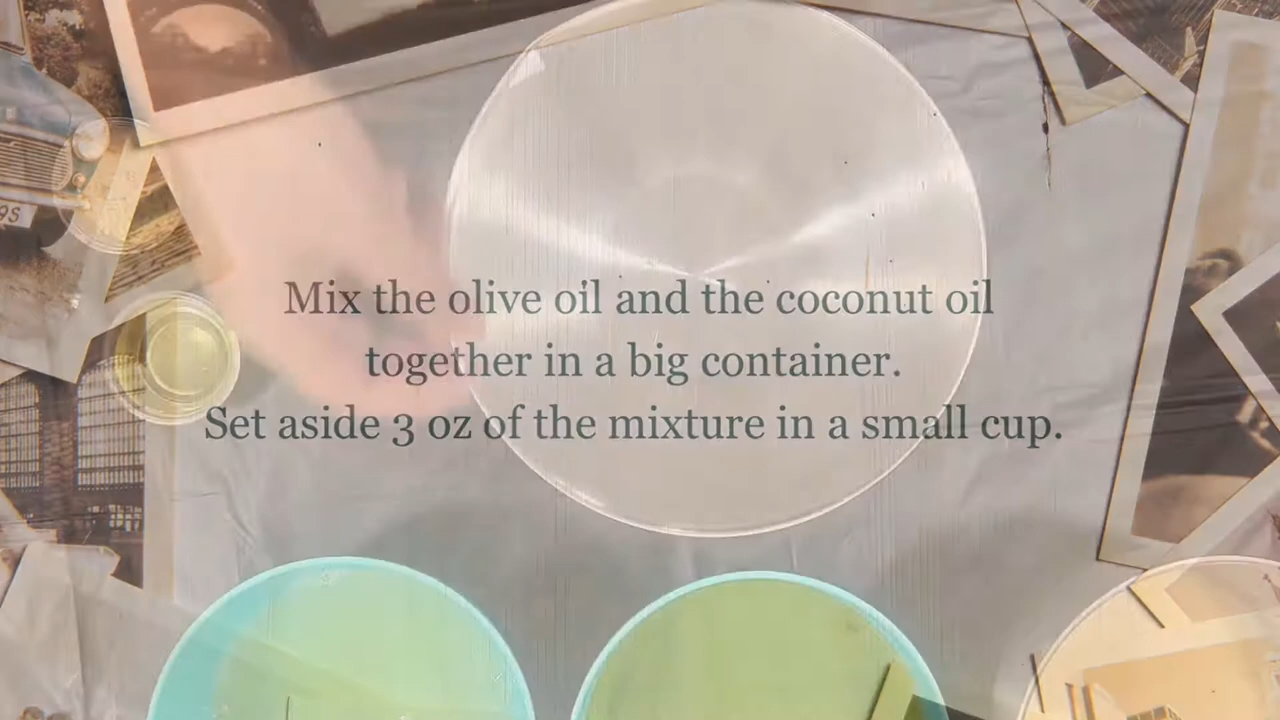 Mix the olive oil and the coconut oil
together in a big container.
Set aside 3 oz of the mixture in a small cup.
9S